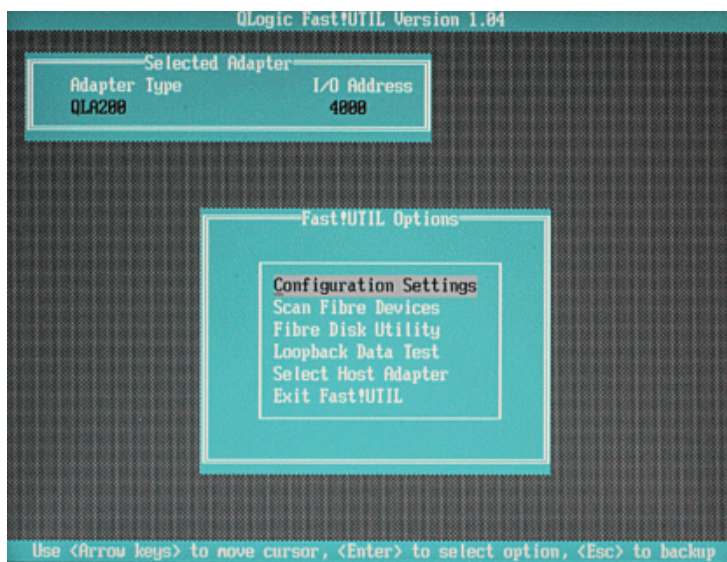 QLogic Fast!UTIL Version 1.04
Selected Adapter
Adapter Type I/O Address
QLA200 4000
Fast!UTIL Options
Configuration Settings
Scan Fibre Devices
Fibre Disk Utility
Loopback Data Test
Select Host Adapter
Exit Fast!UTIL
Use <Arrow keys> to move cursor, <Enter> to select option, <Esc> to backup